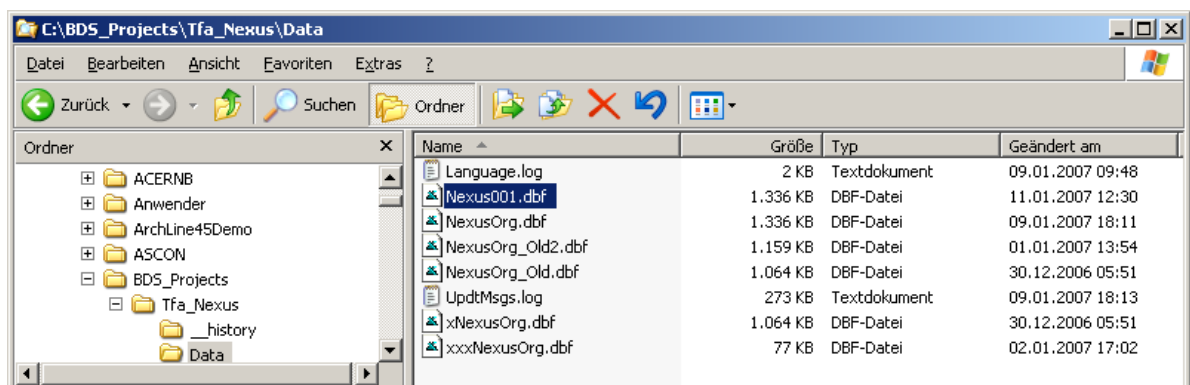 C:\BDS_Projects\Tfa_Nexus\Data
Datei Bearbeiten Ansicht Favoriten Extras ?
Zurück Suchen Ordner
Ordner x
ACERNB
Anwender
ArchLine45Demo
ASCON
BDS_Projects
Tfa_Nexus
__history
Data
Name Größe Typ Geändert am
Language.log 2 KB Textdokument 09.01.2007 09:48
Nexus001.dbf 1.336 KB DBF-Datei 11.01.2007 12:30
NexusOrg.dbf 1.336 KB DBF-Datei 09.01.2007 18:11
NexusOrg_Old2.dbf 1.159 KB DBF-Datei 01.01.2007 13:54
NexusOrg_Old.dbf 1.064 KB DBF-Datei 30.12.2006 05:51
UpdtMsgs.log 273 KB Textdokument 09.01.2007 18:13
xNexusOrg.dbf 1.064 KB DBF-Datei 30.12.2006 05:51
xxxNexusOrg.dbf 77 KB DBF-Datei 02.01.2007 17:02